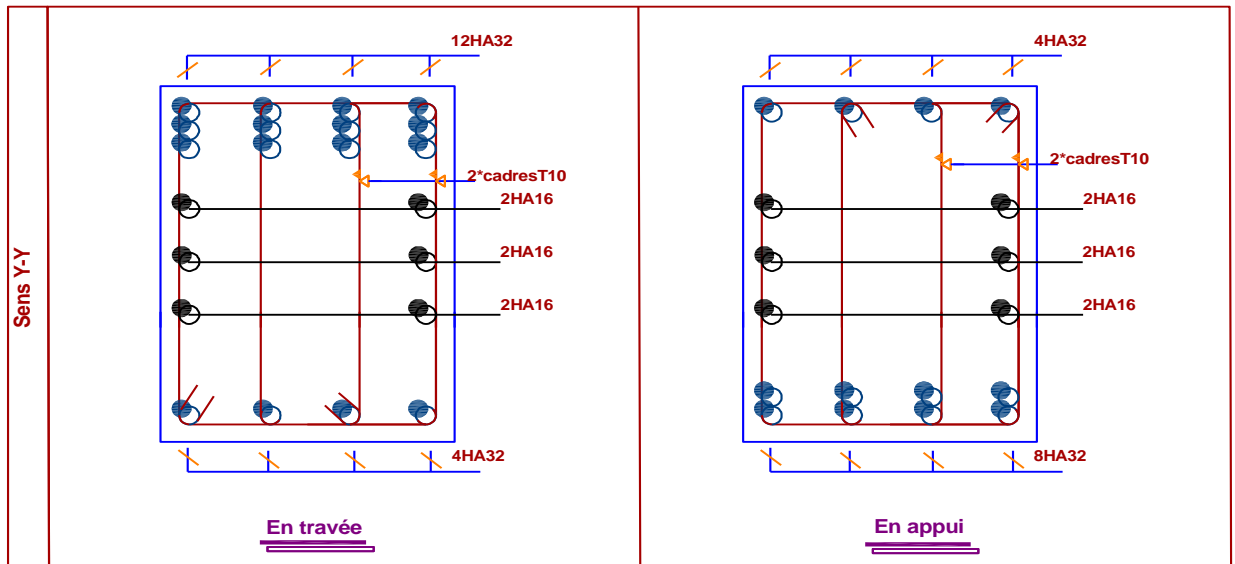 Sens Y-Y
12HA32
2*cadresT10
2HA16
2HA16
2HA16
4HA32
En travée
4HA32
2*cadresT10
2HA16
2HA16
2HA16
8HA32
En appui